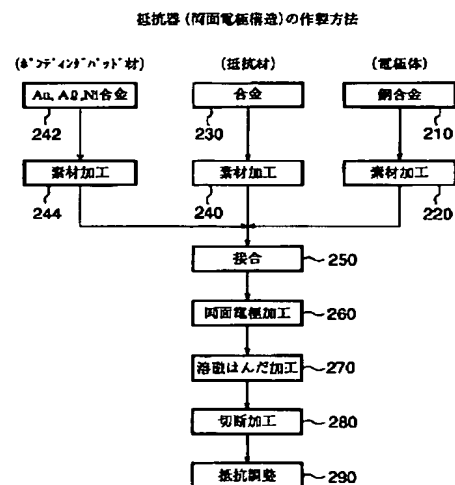 抵抗器(両面電極構造)の作製方法
(ボンディングパッド材) (抵抗材) (電極体)
Au, Aℓ, Ni合金 合金 銅合金
242 230 210
素材加工 素材加工 素材加工
244 240 220
接合 250
両面電極加工 260
溶融はんだ加工 270
切断加工 280
抵抗調整 290